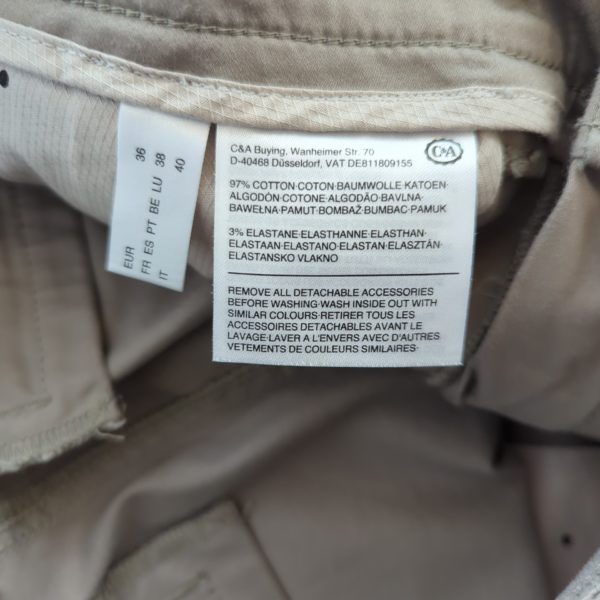 36 38 40
EUR FR ES PT BE LU IT
C&A Buying, Wanheimer Str. 70
D-40468 Düsseldorf, VAT DE811809155
C&A
97% COTTON·COTON·BAUMWOLLE·KATOEN·
ALGODÓN·COTONE·ALGODÃO·BAVLNA·
BAWEŁNA·PAMUT·BOMBAŽ·BUMBAC·PAMUK
3% ELASTANE·ELASTHANNE·ELASTHAN·
ELASTAAN·ELASTANO·ELASTAN·ELASZTÁN·
ELASTANSKO VLAKNO
REMOVE ALL DETACHABLE ACCESSORIES
BEFORE WASHING·WASH INSIDE OUT WITH
SIMILAR COLOURS·RETIRER TOUS LES
ACCESSOIRES DETACHABLES AVANT LE
LAVAGE·LAVER A L'ENVERS AVEC D'AUTRES
VETEMENTS DE COULEURS SIMILAIRES·